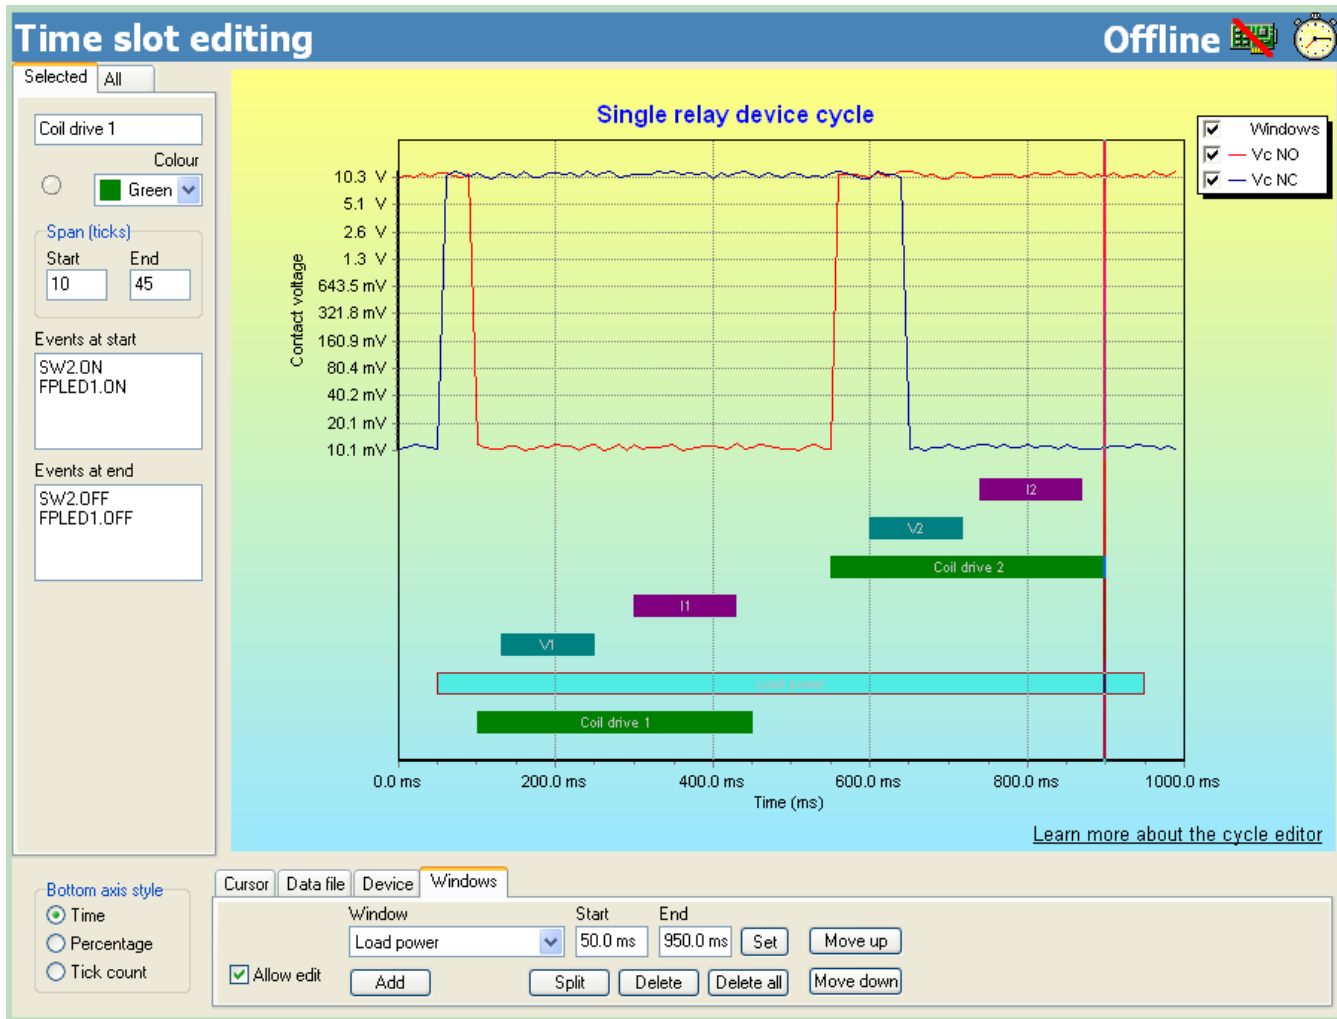 Time slot editing
Offline
Selected
All
Coil drive 1
Colour
Green
Span (ticks)
Start
End
10
45
Events at start
SW2.ON
FPLED1.ON
Events at end
SW2.OFF
FPLED1.OFF
Single relay device cycle
Windows
Vc NO
Vc NC
Contact voltage
10.3 V
5.1 V
2.6 V
1.3 V
643.5 mV
321.8 mV
160.9 mV
80.4 mV
40.2 mV
20.1 mV
10.1 mV
I2
V2
Coil drive 2
I1
V1
Load power
Coil drive 1
0.0 ms
200.0 ms
400.0 ms
600.0 ms
800.0 ms
1000.0 ms
Time (ms)
Learn more about the cycle editor
Bottom axis style
Time
Percentage
Tick count
Cursor
Data file
Device
Windows
Window
Start
End
Load power
50.0 ms
950.0 ms
Set
Move up
Allow edit
Add
Split
Delete
Delete all
Move down